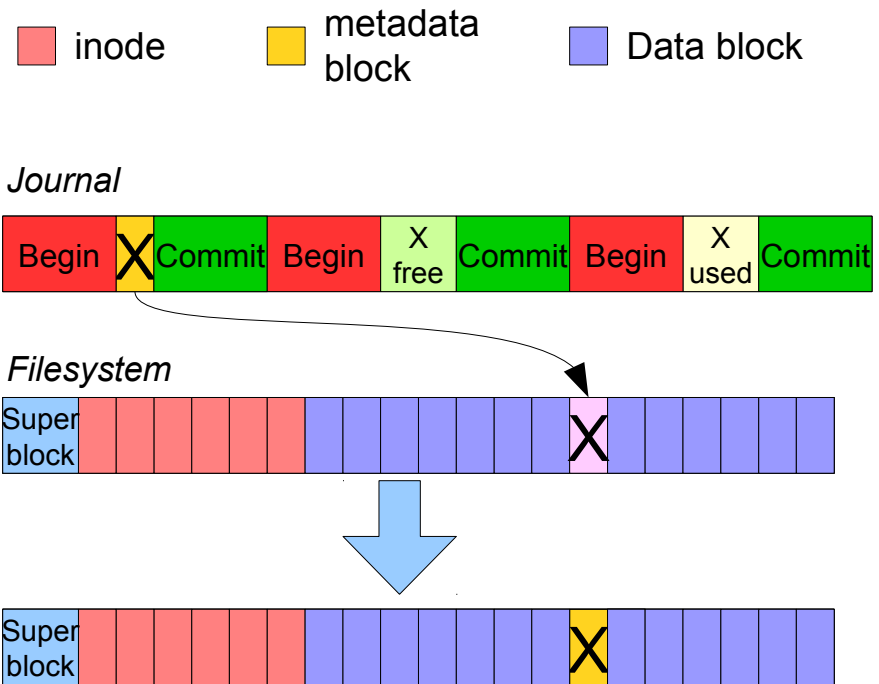 inode
metadata
block
Data block
Journal
Begin
X
Commit
Begin
X
free
Commit
Begin
X
used
Commit
Filesystem
Super
block
X
Super
block
X